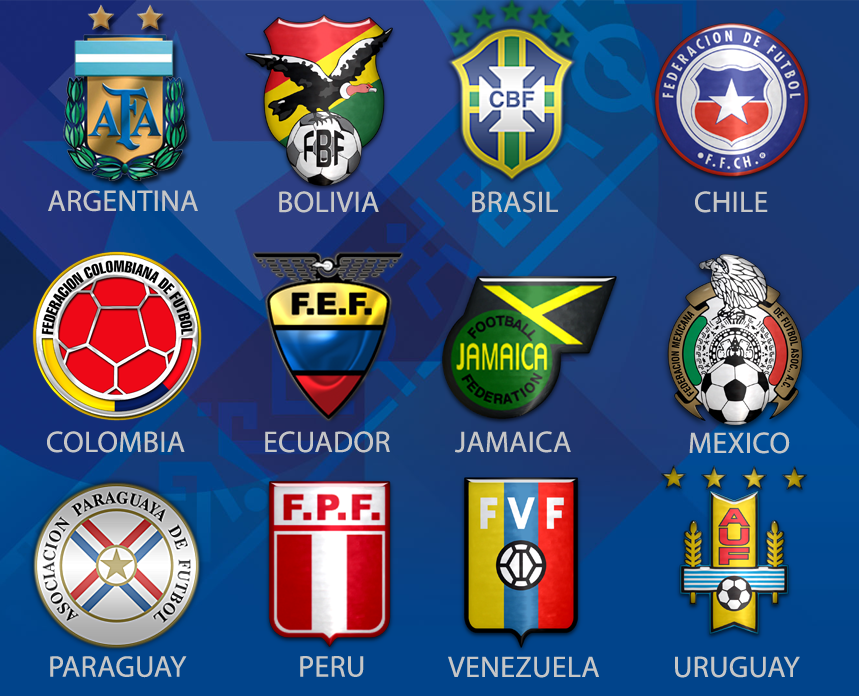 AFA
ARGENTINA
FBF
BOLIVIA
CBF
BRASIL
FEDERACION DE FUTBOL
F.F.CH.
CHILE
FEDERACION COLOMBIANA DE FUTBOL
COLOMBIA
F.E.F.
ECUADOR
FOOTBALL
JAMAICA
FEDERATION
JAMAICA
FEDERACION MEXICANA
DE FUTBOL ASOC., A.C.
MEXICO
ASOCIACION PARAGUAYA DE FUTBOL
PARAGUAY
F.P.F.
PERU
FVF
VENEZUELA
AUF
URUGUAY